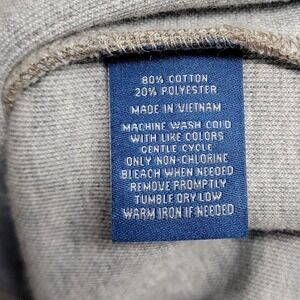 80% COTTON
20% POLYESTER
MADE IN VIETNAM
MACHINE WASH COLD
WITH LIKE COLORS
GENTLE CYCLE
ONLY NON-CHLORINE
BLEACH WHEN NEEDED
REMOVE PROMPTLY
TUMBLE DRY LOW
WARM IRON IF NEEDED